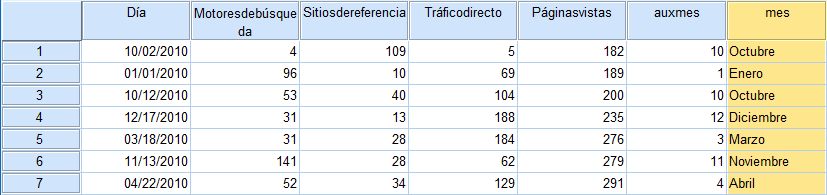 Día Motoresdebúsque Sitiosdereferencia Tráficodirecto Páginasvistas auxmes mes
da
1 10/02/2010 4 109 5 182 10 Octubre
2 01/01/2010 96 10 69 189 1 Enero
3 10/12/2010 53 40 104 200 10 Octubre
4 12/17/2010 31 13 188 235 12 Diciembre
5 03/18/2010 31 28 184 276 3 Marzo
6 11/13/2010 141 28 62 279 11 Noviembre
7 04/22/2010 52 34 129 291 4 Abril